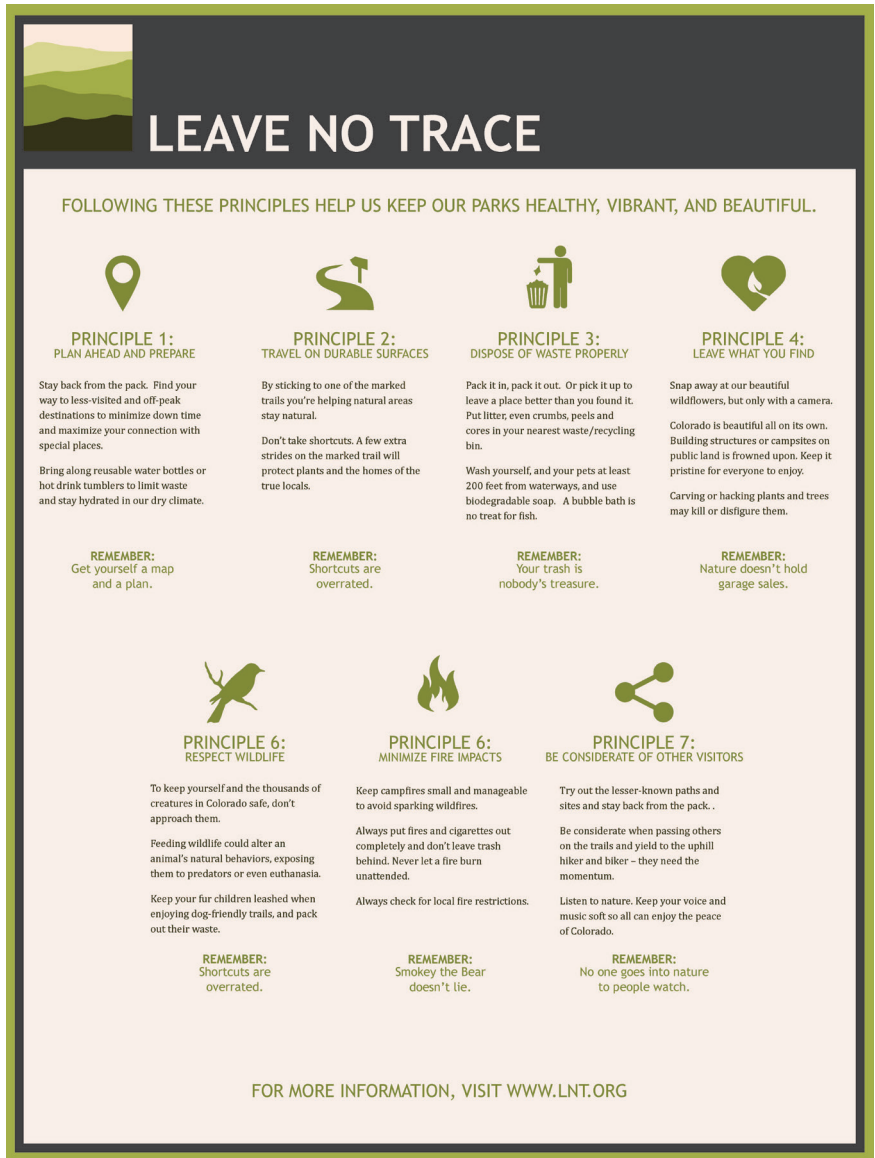 LEAVE NO TRACE
FOLLOWING THESE PRINCIPLES HELP US KEEP OUR PARKS HEALTHY, VIBRANT, AND BEAUTIFUL.
PRINCIPLE 1:
PLAN AHEAD AND PREPARE
Stay back from the pack.  Find your
way to less-visited and off-peak
destinations to minimize down time
and maximize your connection with
special places.
Bring along reusable water bottles or
hot drink tumblers to limit waste
and stay hydrated in our dry climate.
REMEMBER:
Get yourself a map
and a plan.
PRINCIPLE 2:
TRAVEL ON DURABLE SURFACES
By sticking to one of the marked
trails you're helping natural areas
stay natural.
Don't take shortcuts. A few extra
strides on the marked trail will
protect plants and the homes of the
true locals.
REMEMBER:
Shortcuts are
overrated.
PRINCIPLE 3:
DISPOSE OF WASTE PROPERLY
Pack it in, pack it out.  Or pick it up to
leave a place better than you found it.
Put litter, even crumbs, peels and
cores in your nearest waste/recycling
bin.
Wash yourself, and your pets at least
200 feet from waterways, and use
biodegradable soap.   A bubble bath is
no treat for fish.
REMEMBER:
Your trash is
nobody's treasure.
PRINCIPLE 4:
LEAVE WHAT YOU FIND
Snap away at our beautiful
wildflowers, but only with a camera.
Colorado is beautiful all on its own.
Building structures or campsites on
public land is frowned upon. Keep it
pristine for everyone to enjoy.
Carving or hacking plants and trees
may kill or disfigure them.
REMEMBER:
Nature doesn't hold
garage sales.
PRINCIPLE 6:
RESPECT WILDLIFE
To keep yourself and the thousands of
creatures in Colorado safe, don't
approach them.
Feeding wildlife could alter an
animal's natural behaviors, exposing
them to predators or even euthanasia.
Keep your fur children leashed when
enjoying dog-friendly trails, and pack
out their waste.
REMEMBER:
Shortcuts are
overrated.
PRINCIPLE 6:
MINIMIZE FIRE IMPACTS
Keep campfires small and manageable
to avoid sparking wildfires.
Always put fires and cigarettes out
completely and don't leave trash
behind. Never let a fire burn
unattended.
Always check for local fire restrictions.
REMEMBER:
Smokey the Bear
doesn't lie.
PRINCIPLE 7:
BE CONSIDERATE OF OTHER VISITORS
Try out the lesser-known paths and
sites and stay back from the pack. .
Be considerate when passing others
on the trails and yield to the uphill
hiker and biker – they need the
momentum.
Listen to nature. Keep your voice and
music soft so all can enjoy the peace
of Colorado.
REMEMBER:
No one goes into nature
to people watch.
FOR MORE INFORMATION, VISIT WWW.LNT.ORG